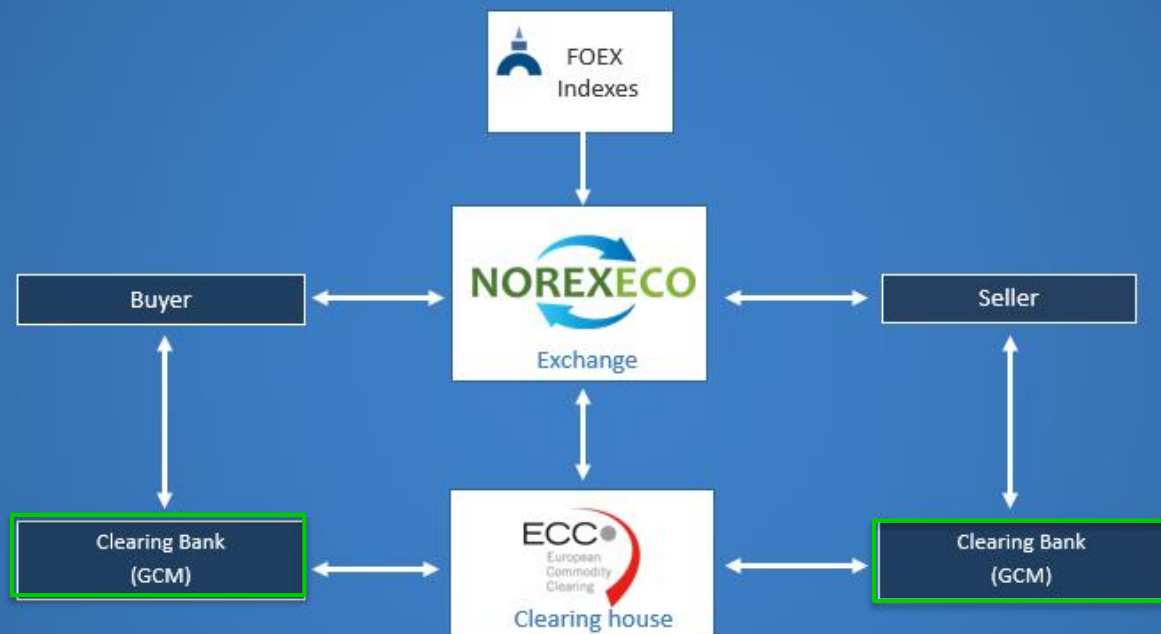 FOEX
Indexes
NOREXECO
Exchange
Buyer
Seller
Clearing Bank
(GCM)
ECC
European
Commodity
Clearing
Clearing house
Clearing Bank
(GCM)